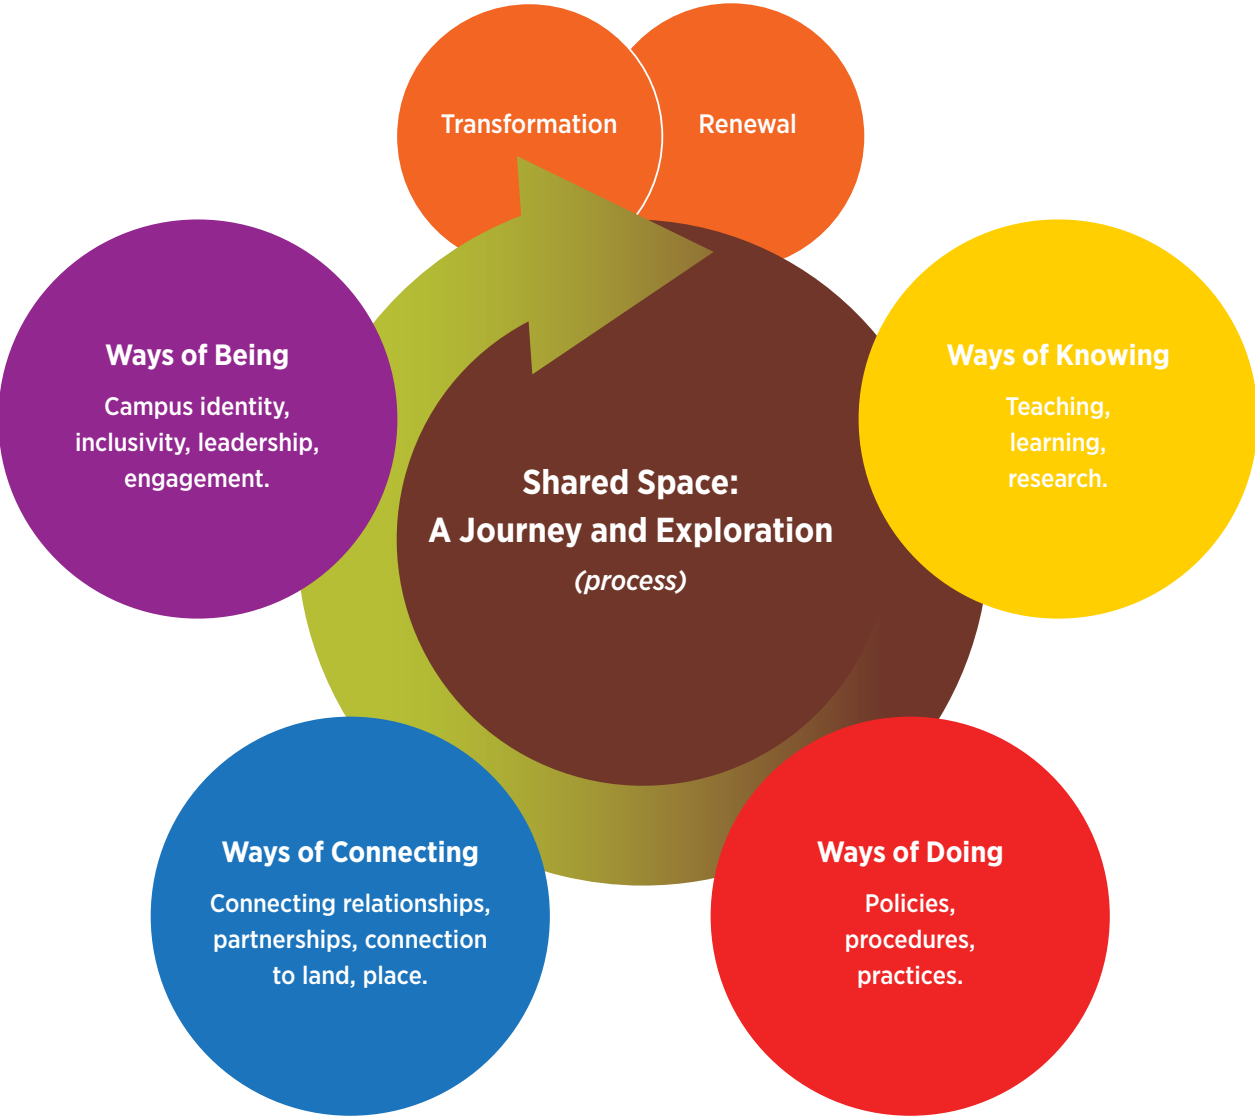 Transformation
Renewal
Ways of Being
Campus identity,
inclusivity, leadership,
engagement.
Ways of Knowing
Teaching,
learning,
research.
Shared Space:
A Journey and Exploration
(process)
Ways of Connecting
Connecting relationships,
partnerships, connection
to land, place.
Ways of Doing
Policies,
procedures,
practices.